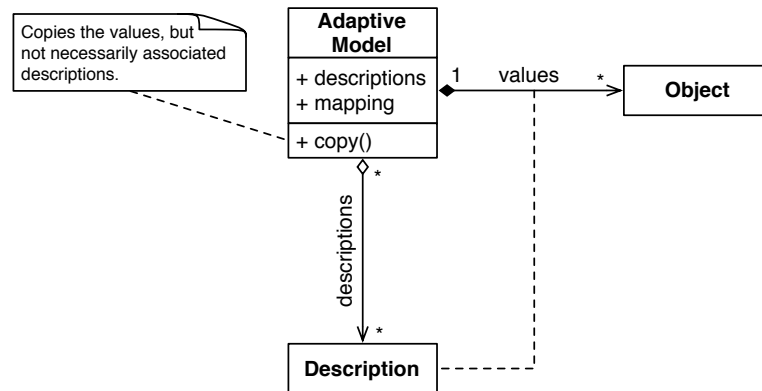 Copies the values, but
not necessarily associated
descriptions.
Adaptive
Model
+ descriptions
+ mapping
+ copy()
1
values
*
Object
*
descriptions
*
Description